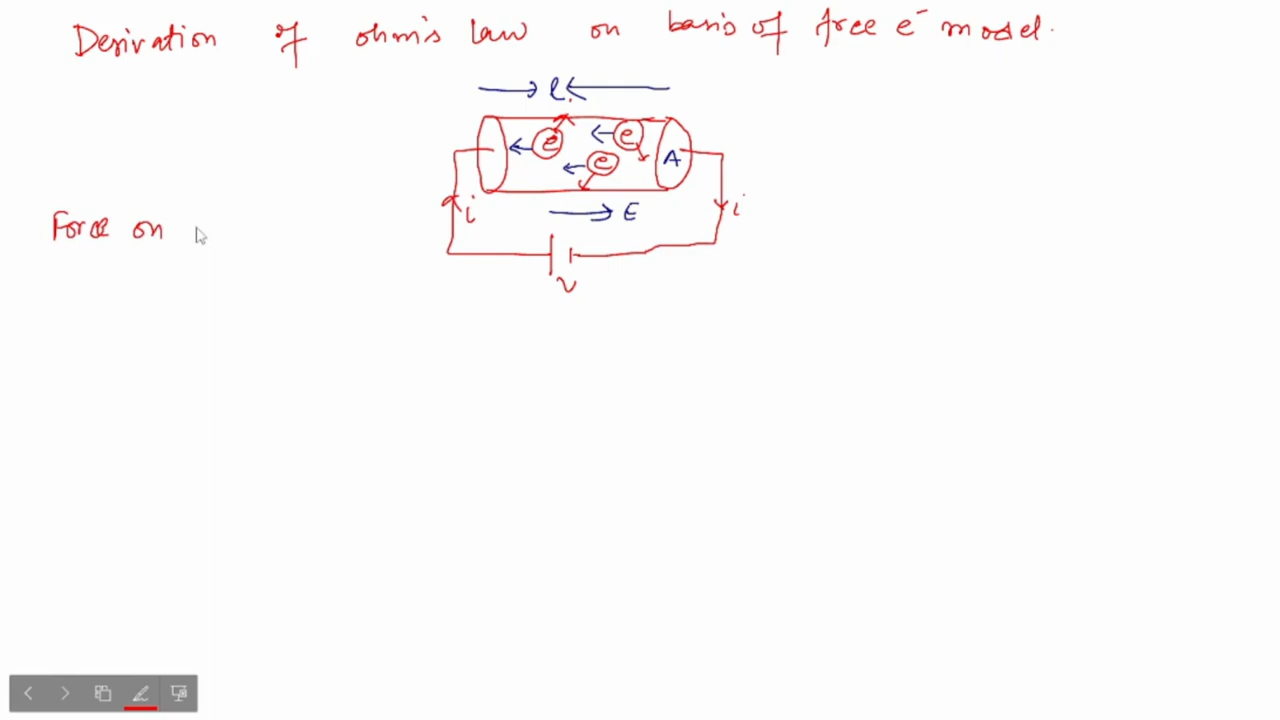 Derivation of ohm's law on basis of free e⁻ model.
l
e e e A
i E i
Force on
V